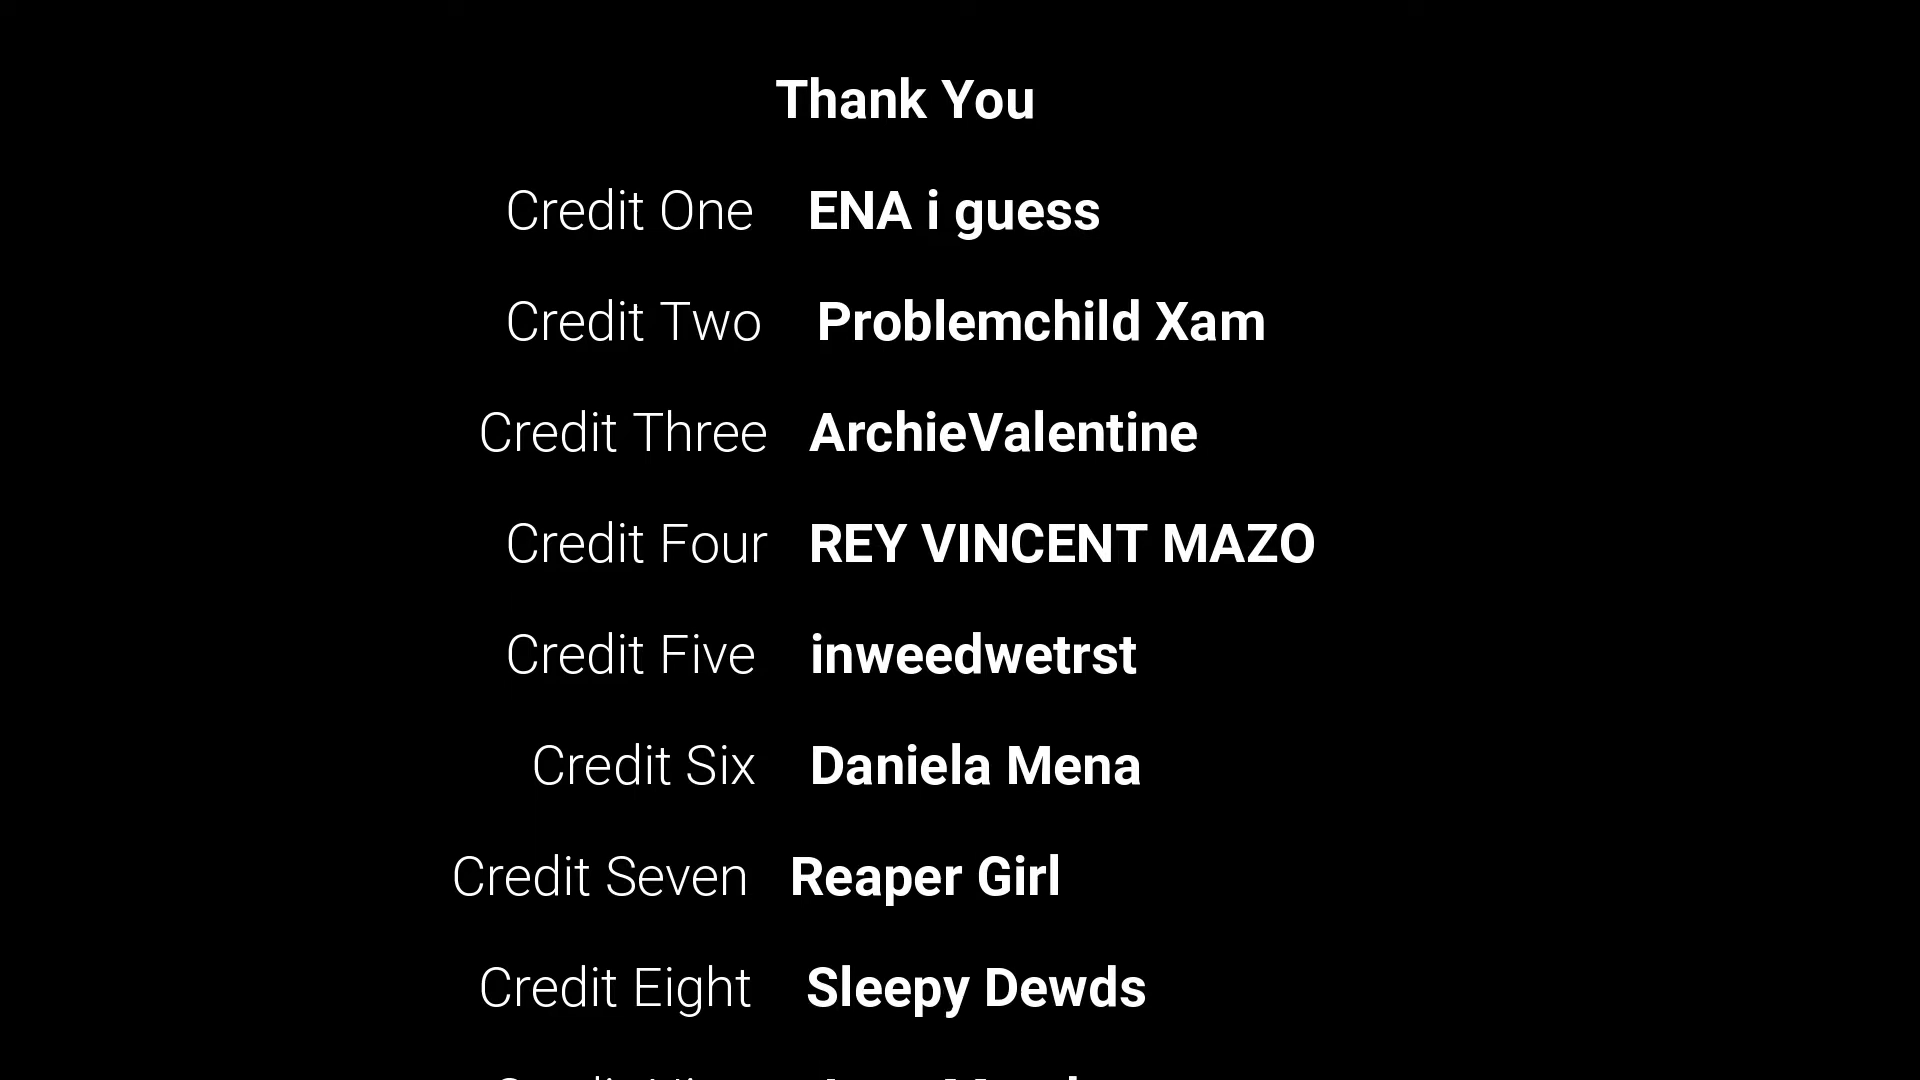 Thank You
Credit One ENA i guess
Credit Two Problemchild Xam
Credit Three ArchieValentine
Credit Four REY VINCENT MAZO
Credit Five inweedwetrst
Credit Six Daniela Mena
Credit Seven Reaper Girl
Credit Eight Sleepy Dewds